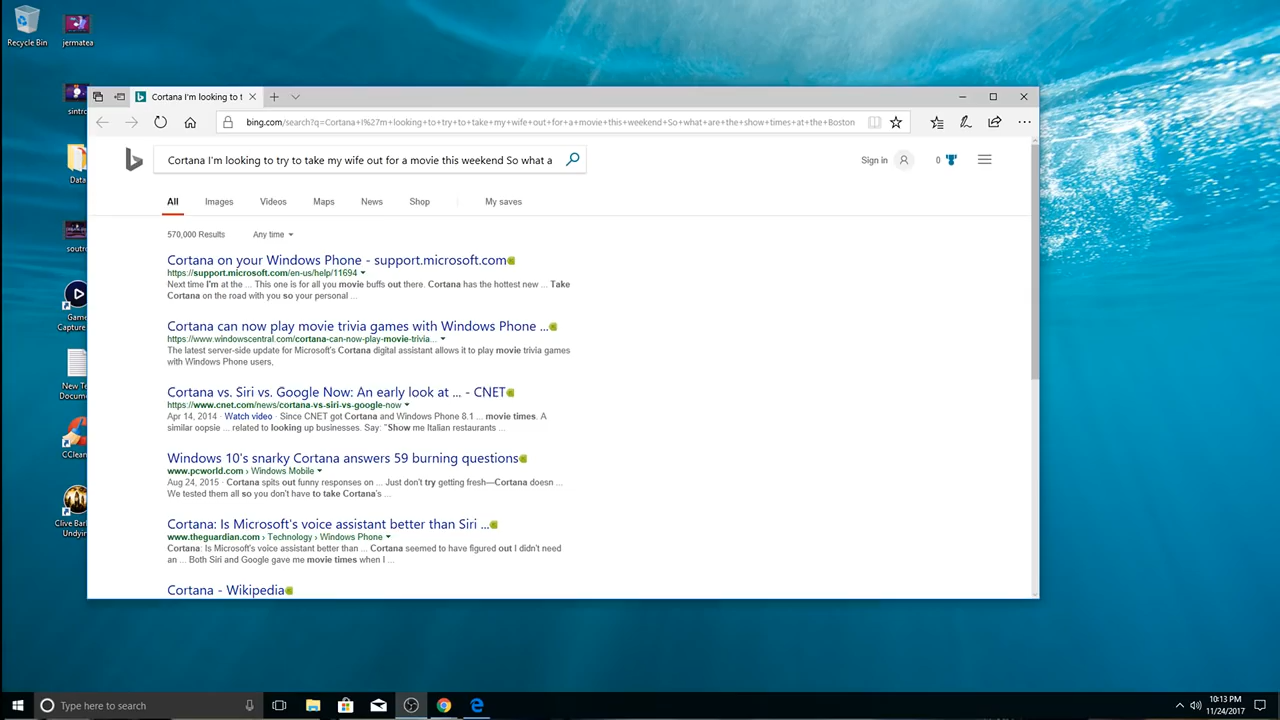 Recycle Bin
jermatea
sintro
Data
soutro
Game
Capture
New Te
Docume
CClean
Clive Bark
Undying
Cortana I'm looking to t
bing.com/search?q=Cortana+I%27m+looking+to+try+to+take+my+wife+out+for+a+movie+this+weekend+So+what+are+the+show+times+at+the+Boston
Cortana I'm looking to try to take my wife out for a movie this weekend So what a
Sign in
0
All Images Videos Maps News Shop My saves
570,000 Results Any time
Cortana on your Windows Phone - support.microsoft.com
https://support.microsoft.com/en-us/help/11694
Next time I'm at the ... This one is for all you movie buffs out there. Cortana has the hottest new ... Take
Cortana on the road with you so your personal ...
Cortana can now play movie trivia games with Windows Phone ...
https://www.windowscentral.com/cortana-can-now-play-movie-trivia...
The latest server-side update for Microsoft's Cortana digital assistant allows it to play movie trivia games
with Windows Phone users,
Cortana vs. Siri vs. Google Now: An early look at ... - CNET
https://www.cnet.com/news/cortana-vs-siri-vs-google-now
Apr 14, 2014 · Watch video · Since CNET got Cortana and Windows Phone 8.1 ... movie times. A
similar oopsie ... related to looking up businesses. Say: "Show me Italian restaurants ...
Windows 10's snarky Cortana answers 59 burning questions
www.pcworld.com › Windows Mobile
Aug 24, 2015 · Cortana spits out funny responses on ... Just don't try getting fresh—Cortana doesn ...
We tested them all so you don't have to take Cortana's ...
Cortana: Is Microsoft's voice assistant better than Siri ...
www.theguardian.com › Technology › Windows Phone
Cortana: Is Microsoft's voice assistant better than ... Cortana seemed to have figured out I didn't need
an ... Both Siri and Google gave me movie times when I ...
Cortana - Wikipedia
Type here to search
10:13 PM
11/24/2017